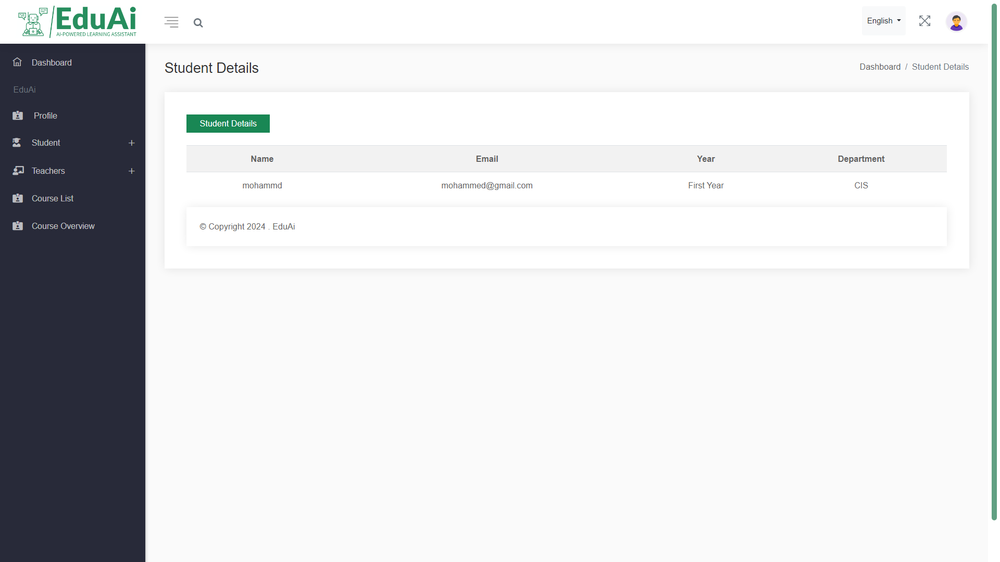 EduAi
AI-POWERED LEARNING ASSISTANT
English
Dashboard
EduAi
Profile
Student
Teachers
Course List
Course Overview
Student Details
Dashboard / Student Details
Student Details
Name Email Year Department
mohammd mohammed@gmail.com First Year CIS
© Copyright 2024 . EduAi